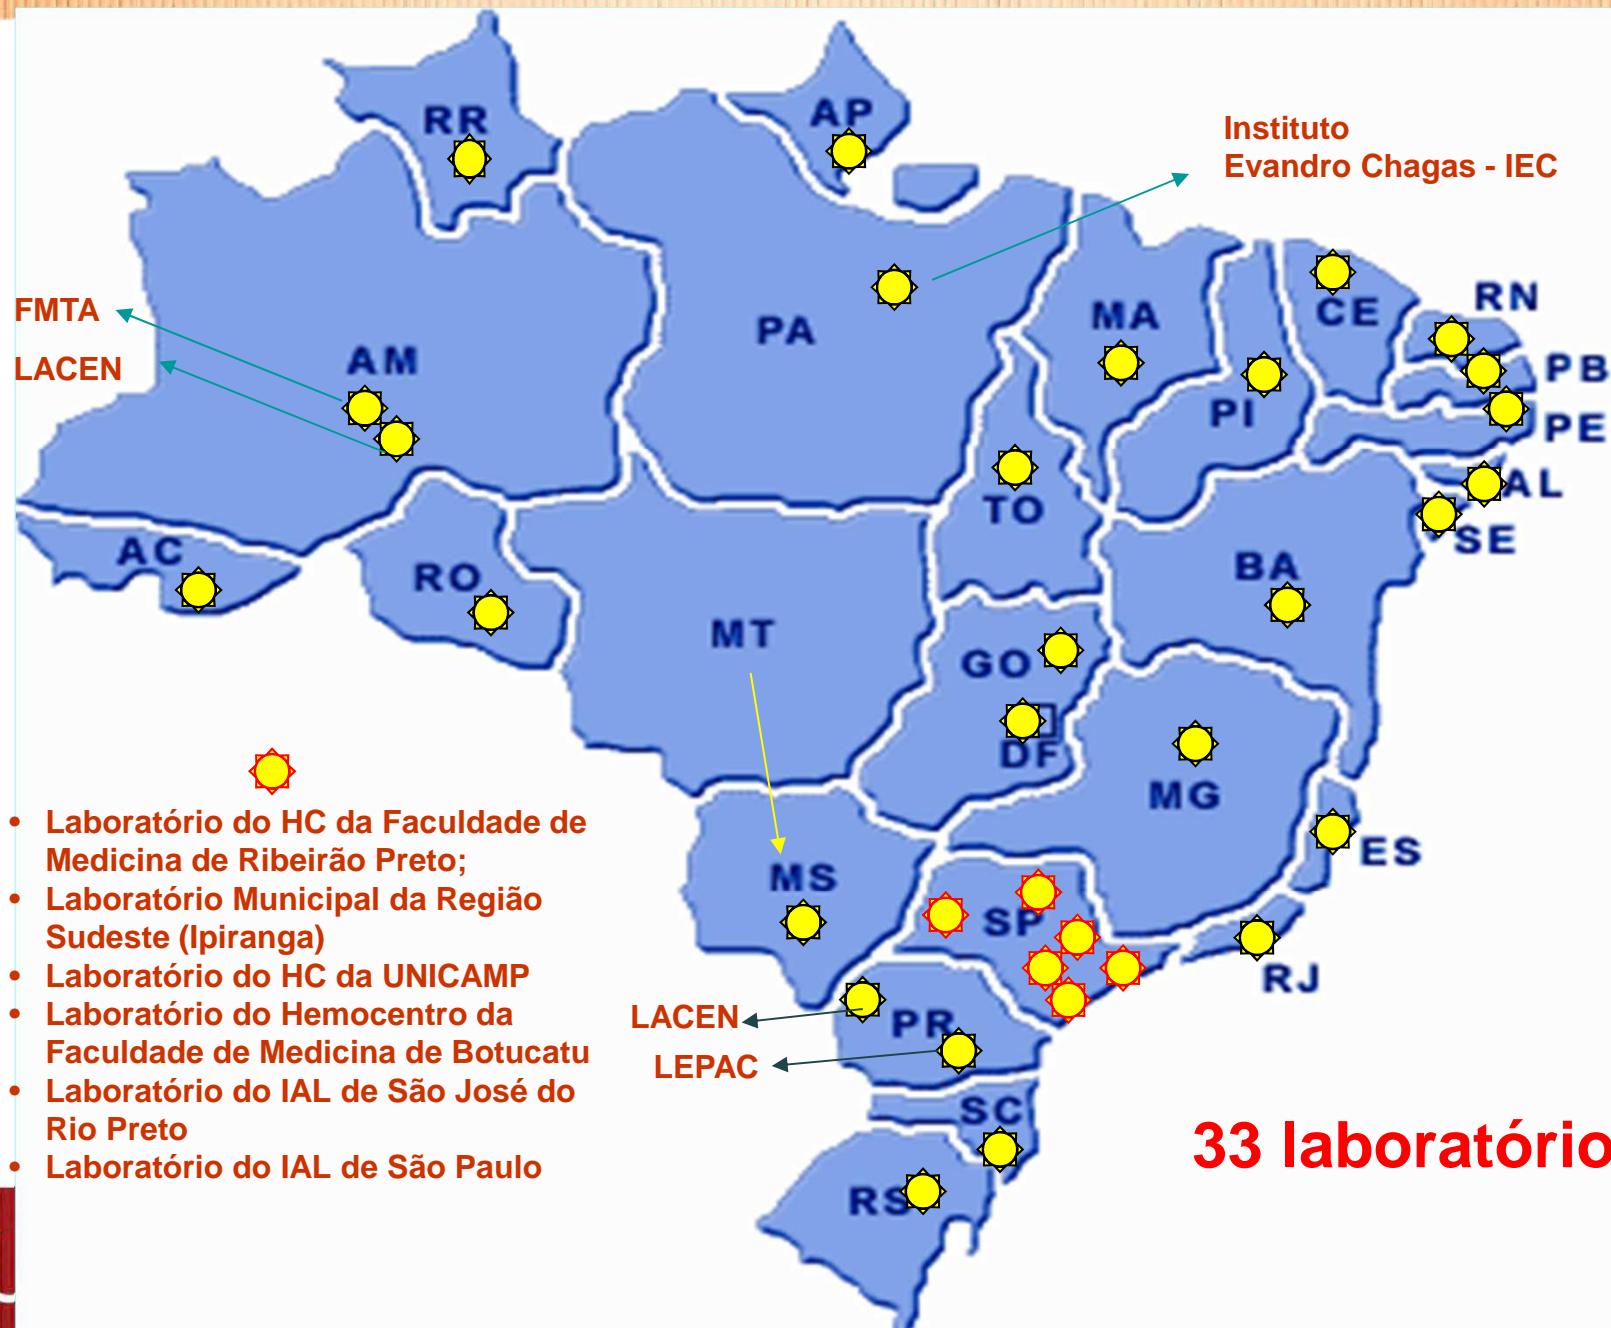 RR
AP
Instituto
Evandro Chagas - IEC
FMTA
LACEN
AM
PA
MA
CE
RN
PB
PI
PE
TO
AL
SE
AC
RO
BA
MT
GO
DF
MG
ES
MS
SP
RJ
• Laboratório do HC da Faculdade de
Medicina de Ribeirão Preto;
• Laboratório Municipal da Região
Sudeste (Ipiranga)
• Laboratório do HC da UNICAMP
• Laboratório do Hemocentro da
Faculdade de Medicina de Botucatu
• Laboratório do IAL de São José do
Rio Preto
• Laboratório do IAL de São Paulo
LACEN
PR
LEPAC
SC
RS
33 laboratório